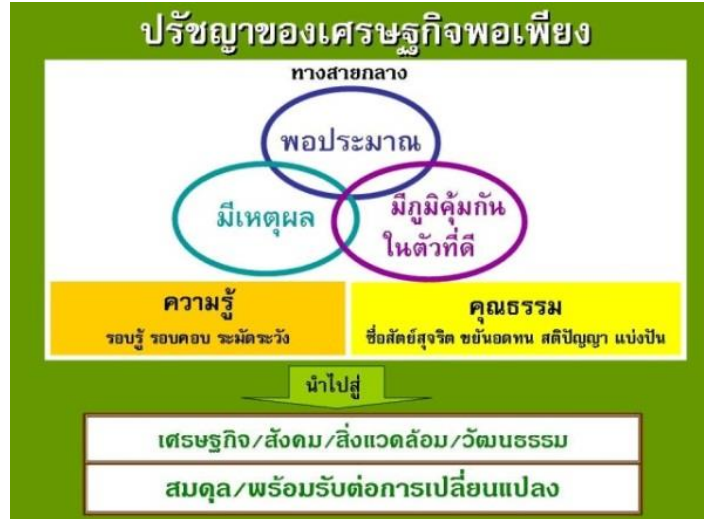 ปรัชญาของเศรษฐกิจพอเพียง
ทางสายกลาง
พอประมาณ
มีเหตุผล
มีภูมิคุ้มกัน
ในตัวที่ดี
ความรู้
รอบรู้ รอบคอบ ระมัดระวัง
คุณธรรม
ซื่อสัตย์สุจริต ขยันอดทน สติปัญญา แบ่งปัน
นำไปสู่
เศรษฐกิจ/สังคม/สิ่งแวดล้อม/วัฒนธรรม
สมดุล/พร้อมรับต่อการเปลี่ยนแปลง